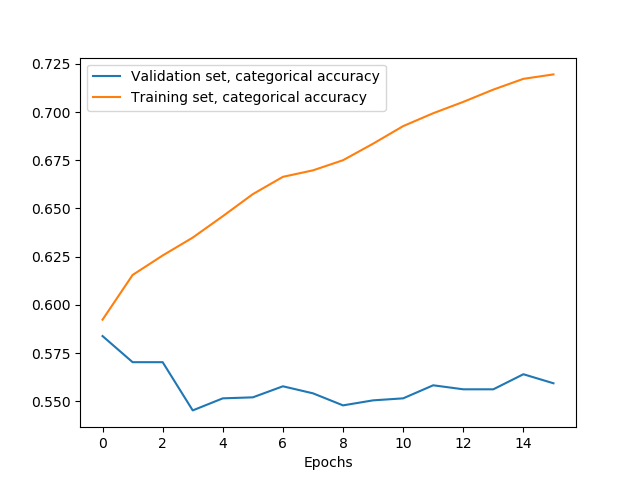 0.725
0.700
0.675
0.650
0.625
0.600
0.575
0.550
Validation set, categorical accuracy
Training set, categorical accuracy
0 2 4 6 8 10 12 14
Epochs